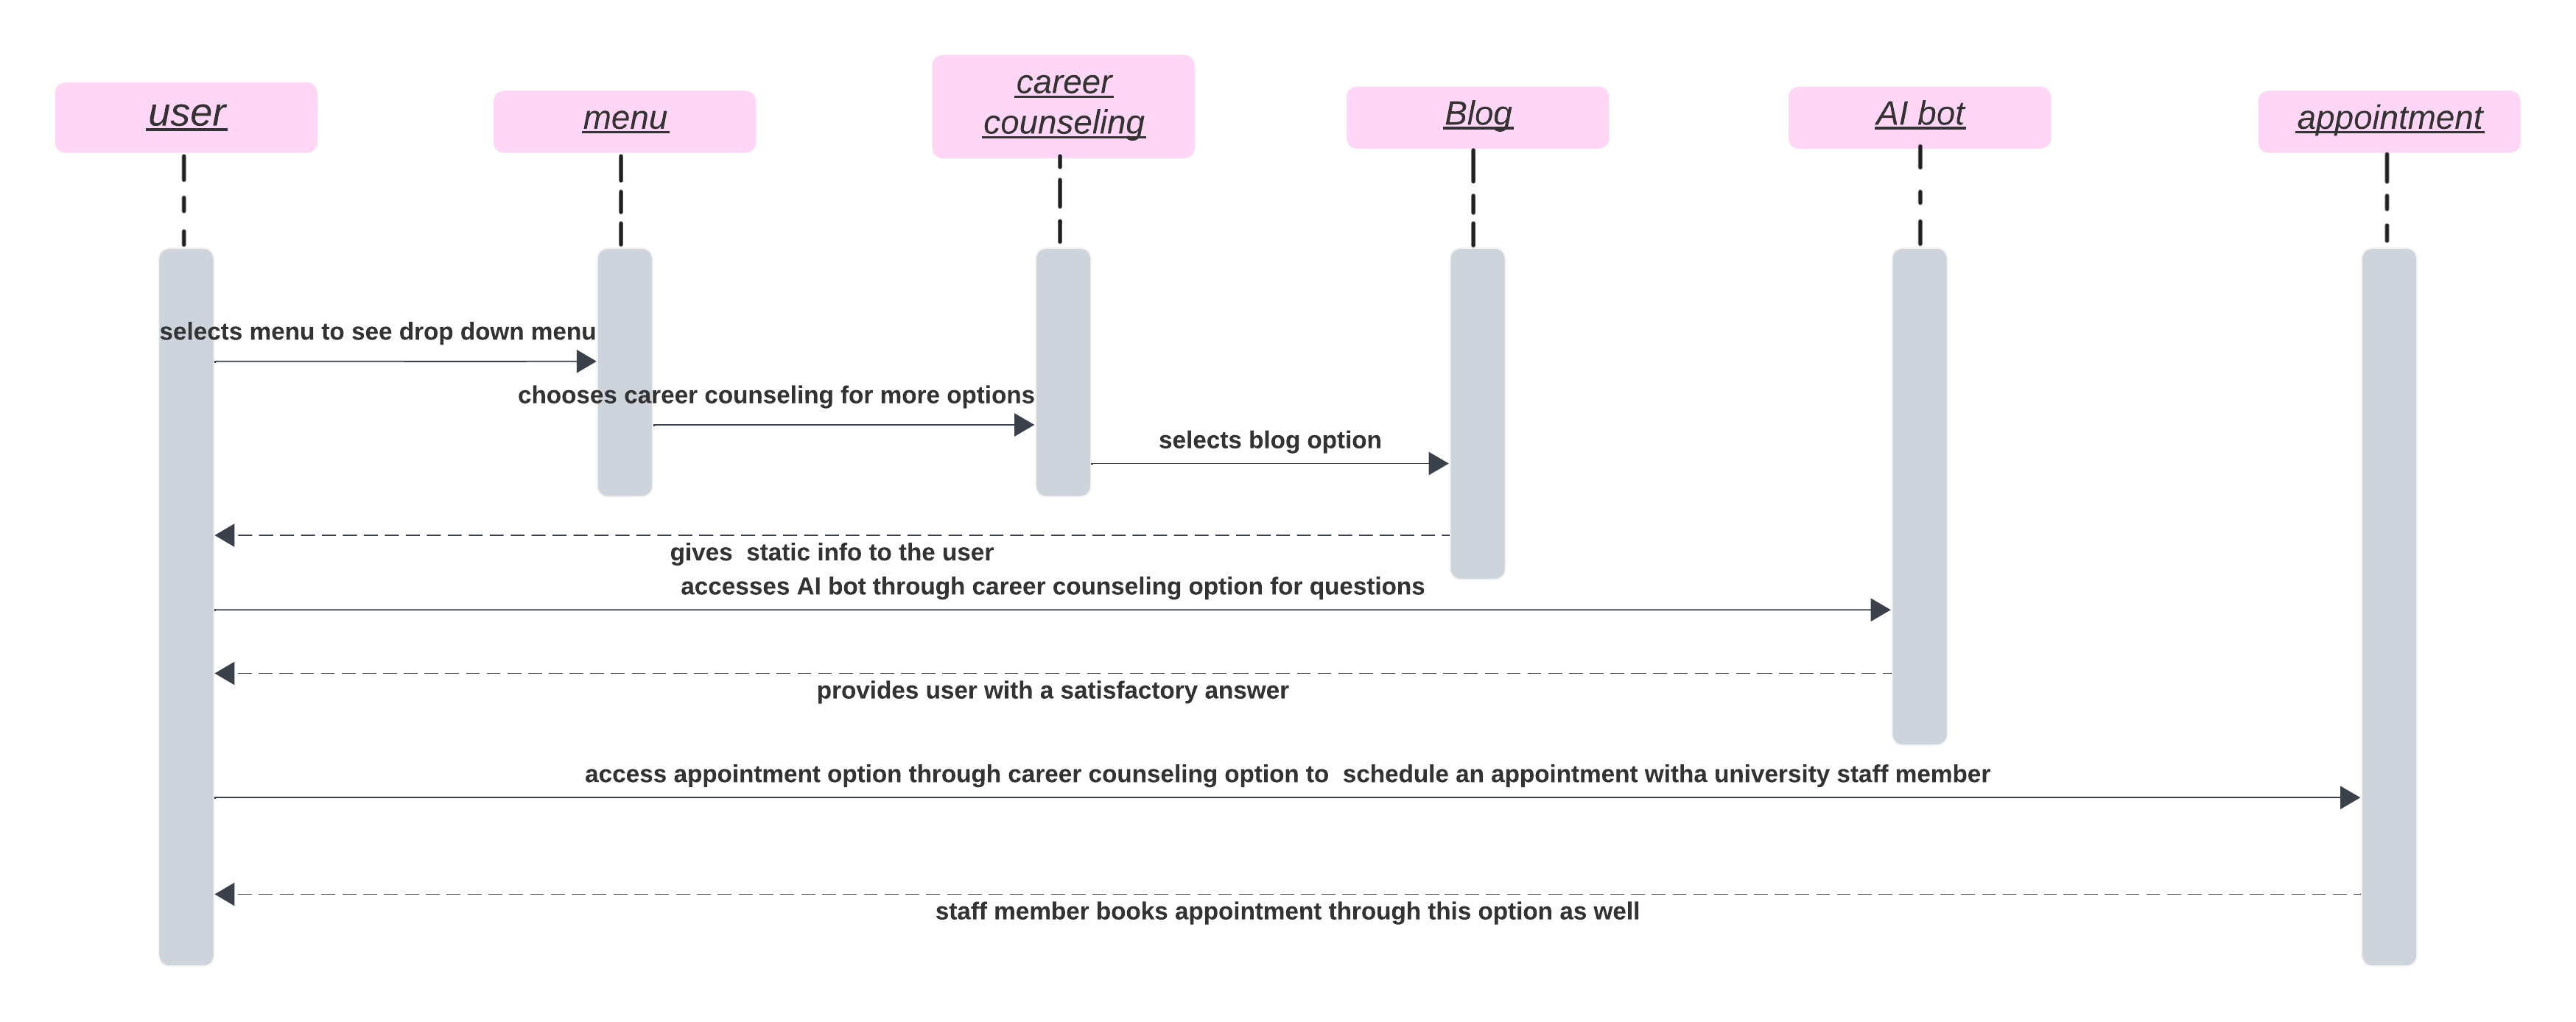 user
menu
career
counseling
Blog
AI bot
appointment
selects menu to see drop down menu
chooses career counseling for more options
selects blog option
gives  static info to the user
accesses AI bot through career counseling option for questions
provides user with a satisfactory answer
access appointment option through career counseling option to  schedule an appointment witha university staff member
staff member books appointment through this option as well